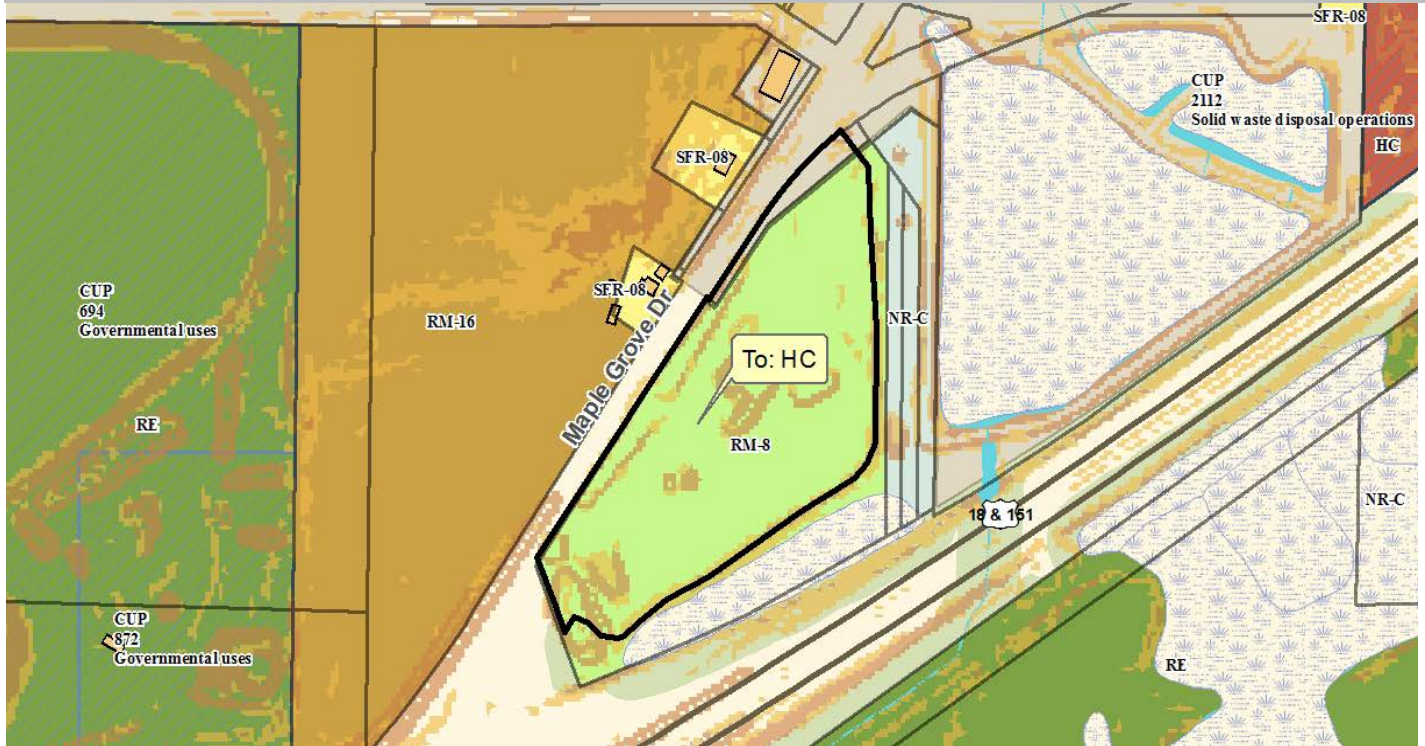 SFR-08
CUP
2112
Solid waste disposal operations
HC
SFR-08
CUP
694
Governmental uses
SFR-08
RM-16
Maple Grove Dr
NR-C
To: HC
RE
RM-8
18 & 151
NR-C
CUP
872
Governmental uses
RE